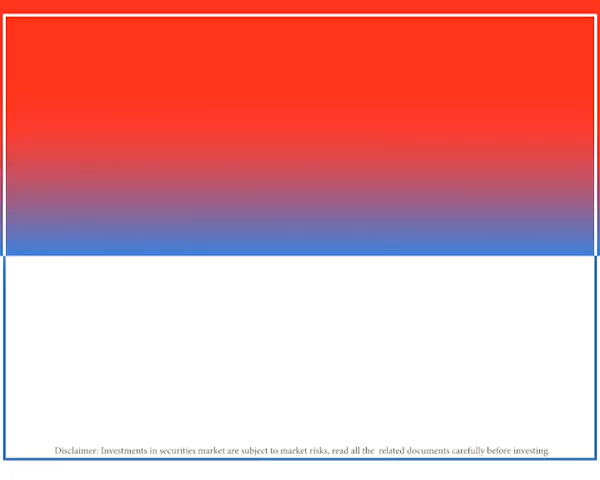 Disclaimer: Investments in securities market are subject to market risks, read all the related documents carefully before investing.